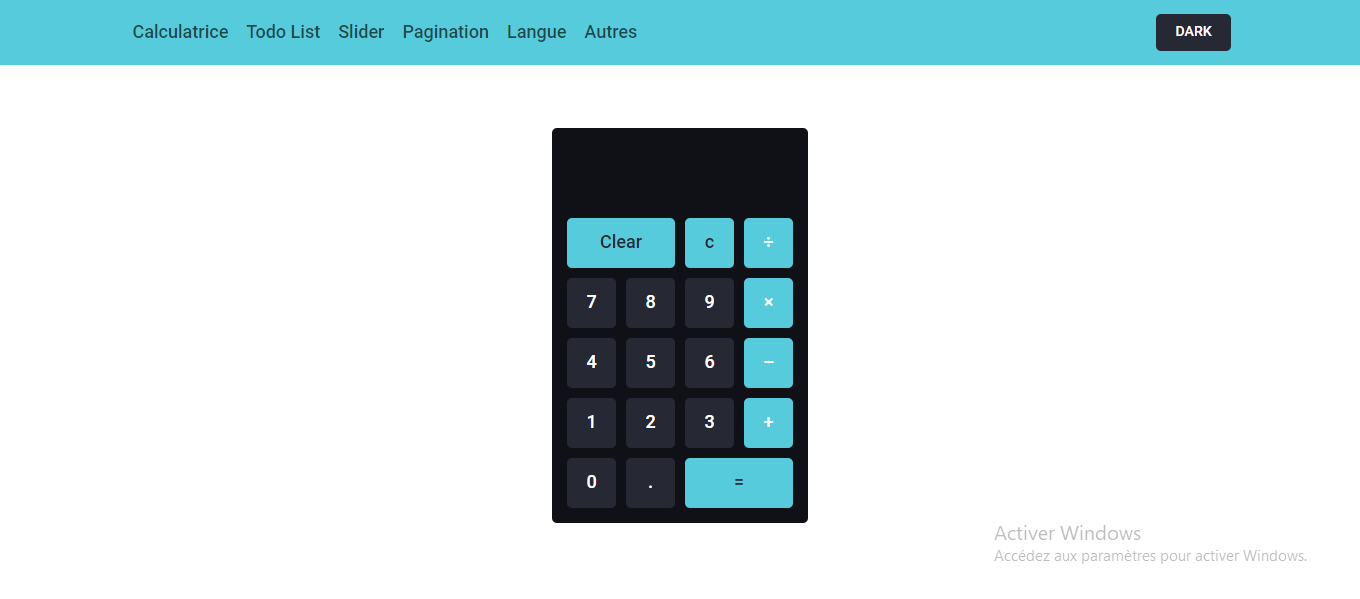 Calculatrice Todo List Slider Pagination Langue Autres DARK
Clear c ÷
7 8 9 ×
4 5 6 −
1 2 3 +
0 . =
Activer Windows
Accédez aux paramètres pour activer Windows.